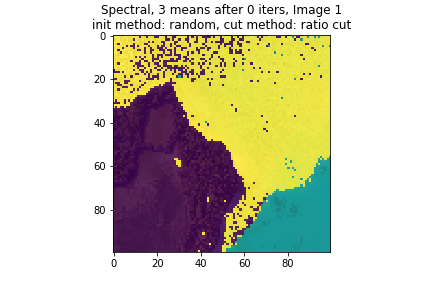 Spectral, 3 means after 0 iters, Image 1
init method: random, cut method: ratio cut
0
20
40
60
80
0 20 40 60 80